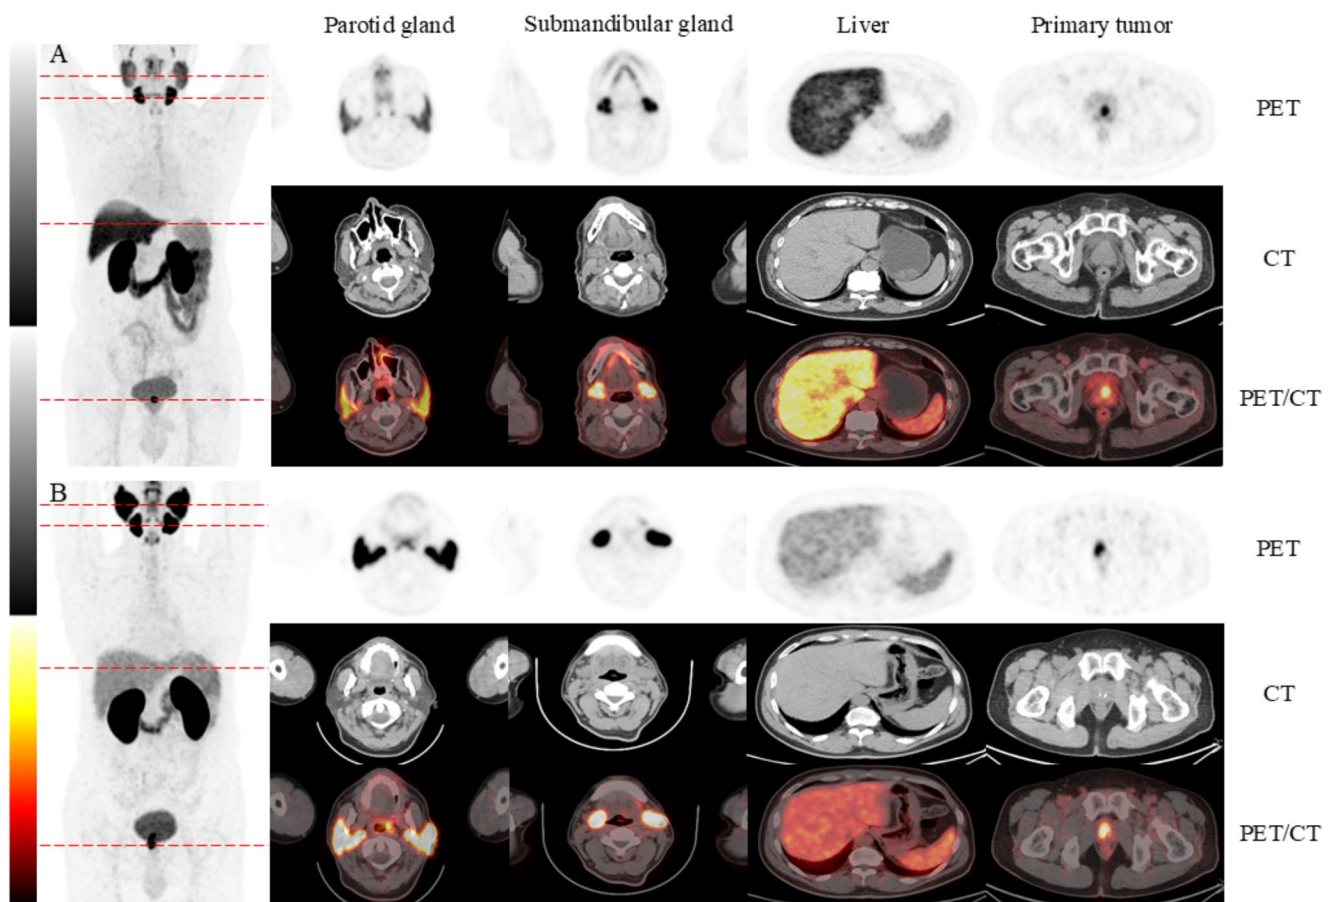 Parotid gland Submandibular gland Liver Primary tumor
A
PET
CT
PET/CT
B
PET
CT
PET/CT